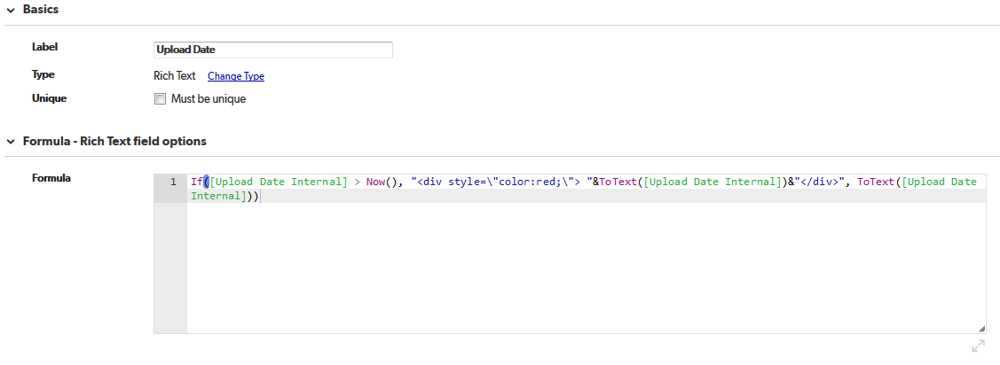 Basics
Label Upload Date
Type Rich Text Change Type
Unique Must be unique
Formula - Rich Text field options
Formula 1 If([Upload Date Internal] > Now(), "<div style=\"color:red;\"> "&ToText([Upload Date Internal])&"</div>", ToText([Upload Date
Internal]))